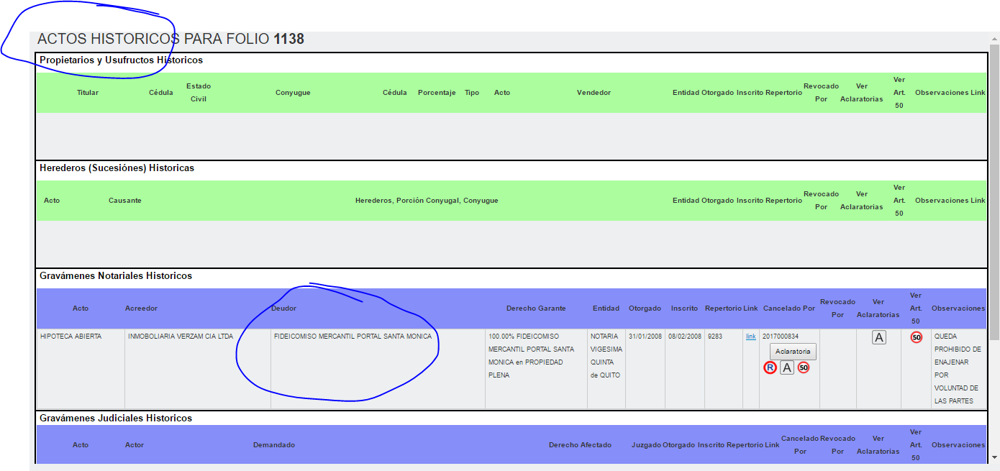 ACTOS HISTORICOS PARA FOLIO 1138
Propietarios y Usufructos Historicos
Titular Cédula Estado Civil Conyugue Cédula Porcentaje Tipo Acto Vendedor Entidad Otorgado Inscrito Repertorio Revocado Por Ver Aclaratorias Ver Art. 50 Observaciones Link
Herederos (Sucesiónes) Historicas
Acto Causante Herederos, Porción Conyugal, Conyugue Entidad Otorgado Inscrito Repertorio Revocado Por Ver Aclaratorias Ver Art. 50 Observaciones Link
Gravámenes Notariales Historicos
Acto Acreedor Deudor Derecho Garante Entidad Otorgado Inscrito Repertorio Link Cancelado Por Revocado Por Ver Aclaratorias Ver Art. 50 Observaciones
HIPOTECA ABIERTA INMOBOLIARIA VERZAM CIA LTDA FIDEICOMISO MERCANTIL PORTAL SANTA MONICA 100.00% FIDEICOMISO NOTARIA 31/01/2008 08/02/2008 9283 link 2017000834 A 50 QUEDA
MERCANTIL PORTAL SANTA VIGESIMA Aclaratoria PROHIBIDO DE
MONICA en PROPIEDAD QUINTA R A 50 ENAJENAR
PLENA de QUITO POR
VOLUNTAD DE
LAS PARTES
Gravámenes Judiciales Historicos
Acto Actor Demandado Derecho Afectado Juzgado Otorgado Inscrito Repertorio Link Cancelado Por Revocado Por Ver Aclaratorias Ver Art. 50 Observaciones